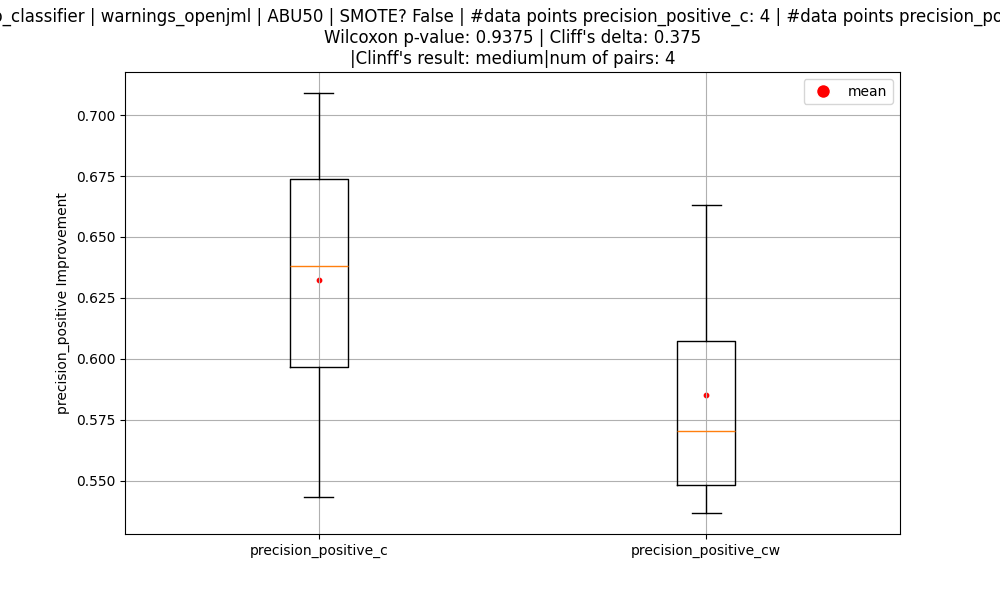 _classifier | warnings_openjml | ABU50 | SMOTE? False | #data points precision_positive_c: 4 | #data points
Wilcoxon p-value: 0.9375 | Cliff's delta: 0.375
|Clinff's result: medium|num of pairs: 4
mean
0.700
0.675
0.650
0.625
0.600
0.575
0.550
precision_positive Improvement
precision_positive_c
precision_positive_cw